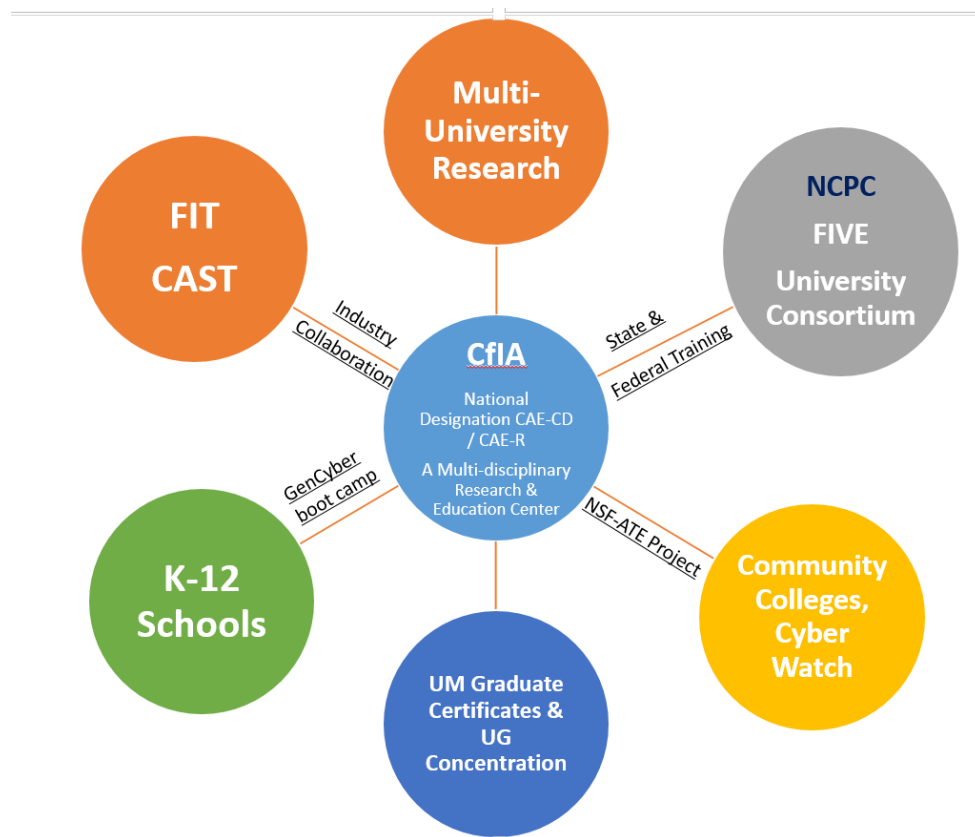 Multi-
University
Research
FIT
CAST
NCPC
FIVE
University
Consortium
Industry
Collaboration
State &
Federal Training
CfIA
National
Designation CAE-CD
/ CAE-R
A Multi-disciplinary
Research &
Education Center
GenCyber
boot camp
NSF-ATE Project
K-12
Schools
Community
Colleges,
Cyber
Watch
UM Graduate
Certificates &
UG
Concentration